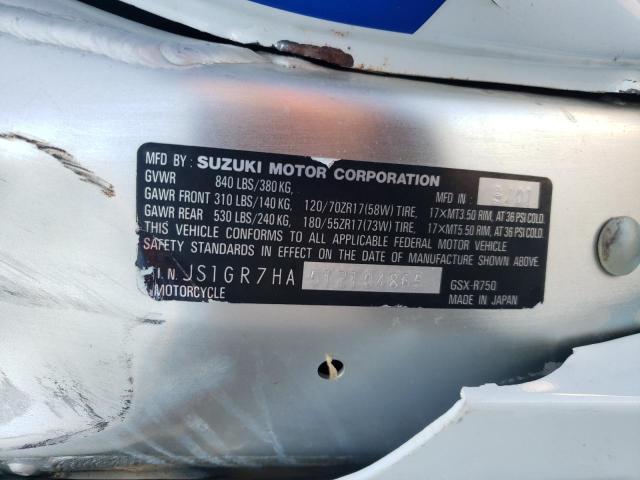 MFD BY: SUZUKI MOTOR CORPORATION
GVWR 840 LBS/380 KG, MFD IN:
GAWR FRONT 310 LBS/140 KG, 120/70ZR17(58W) TIRE, 17×MT3.50 RIM, AT 36 PSI COLD.
GAWR REAR 530 LBS/240 KG, 180/55ZR17(73W) TIRE, 17×MT5.50 RIM, AT 36 PSI COLD.
THIS VEHICLE CONFORMS TO ALL APPLICABLE FEDERAL MOTOR VEHICLE
SAFETY STANDARDS IN EFFECT ON THE DATE OF MANUFACTURE SHOWN ABOVE.
JS1GR7HA GSX-R750
MOTORCYCLE MADE IN JAPAN